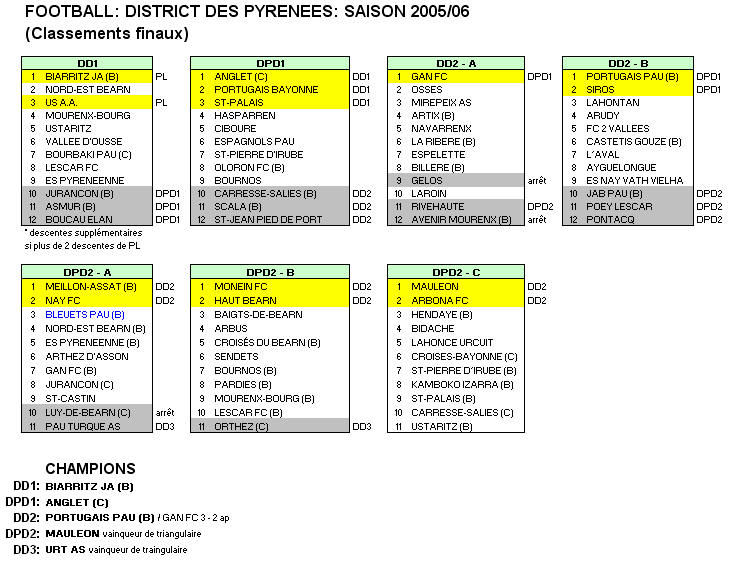 FOOTBALL: DISTRICT DES PYRENEES: SAISON 2005/06
(Classements finaux)
DD1
1 BIARRITZ JA (B) PL
2 NORD-EST BEARN
3 US A.A. PL
4 MOURENX-BOURG
5 USTARITZ
6 VALLEE D'OUSSE
7 BOURBAKI PAU (C)
8 LESCAR FC
9 ES PYRENEENNE
10 JURANCON (B) DPD1
11 ASMUR (B) DPD1
12 BOUCAU ELAN DPD1
* descentes supplémentaires
si plus de 2 descentes de PL
DPD1
1 ANGLET (C) DD1
2 PORTUGAIS BAYONNE DD1
3 ST-PALAIS DD1
4 HASPARREN
5 CIBOURE
6 ESPAGNOLS PAU
7 ST-PIERRE D'IRUBE
8 OLORON FC (B)
9 BOURNOS
10 CARRESSE-SALIES (B) DD2
11 SCALA (B) DD2
12 ST-JEAN PIED DE PORT DD2
DD2 - A
1 GAN FC DPD1
2 OSSES
3 MIREPEIX AS
4 ARTIX (B)
5 NAVARRENX
6 LA RIBERE (B)
7 ESPELETTE
8 BILLERE (B)
9 GELOS arrêt
10 LAROIN
11 RIVEHAUTE DPD2
12 AVENIR MOURENX (B) arrêt
DD2 - B
1 PORTUGAIS PAU (B) DPD1
2 SIROS DPD1
3 LAHONTAN
4 ARUDY
5 FC 2 VALLEES
6 CASTETIS GOUZE (B)
7 L'AVAL
8 AYGUELONGUE
9 ES NAY VATH VIELHA
10 JAB PAU (B) DPD2
11 POEY LESCAR DPD2
12 PONTACQ DPD2
DPD2 - A
1 MEILLON-ASSAT (B) DD2
2 NAY FC DD2
3 BLEUETS PAU (B)
4 NORD-EST BEARN (B)
5 ES PYRENEENNE (B)
6 ARTHEZ D'ASSON
7 GAN FC (B)
8 JURANCON (C)
9 ST-CASTIN
10 LUY-DE-BEARN (C) arrêt
11 PAU TURQUE AS DD3
DPD2 - B
1 MONEIN FC DD2
2 HAUT BEARN DD2
3 BAIGTS-DE-BEARN
4 ARBUS
5 CROISÉS DU BEARN (B)
6 SENDETS
7 BOURNOS (B)
8 PARDIES (B)
9 MOURENX-BOURG (B)
10 LESCAR FC (B)
11 ORTHEZ (C) DD3
DPD2 - C
1 MAULEON DD2
2 ARBONA FC DD2
3 HENDAYE (B)
4 BIDACHE
5 LAHONCE URCUIT
6 CROISES-BAYONNE (C)
7 ST-PIERRE D'IRUBE (B)
8 KAMBOKO IZARRA (B)
9 ST-PALAIS (B)
10 CARRESSE-SALIES (C)
11 USTARITZ (B)
CHAMPIONS
DD1: BIARRITZ JA (B)
DPD1: ANGLET (C)
DD2: PORTUGAIS PAU (B) / GAN FC 3 - 2 ap
DPD2: MAULEON vainqueur de triangulaire
DD3: URT AS vainqueur de traingulaire